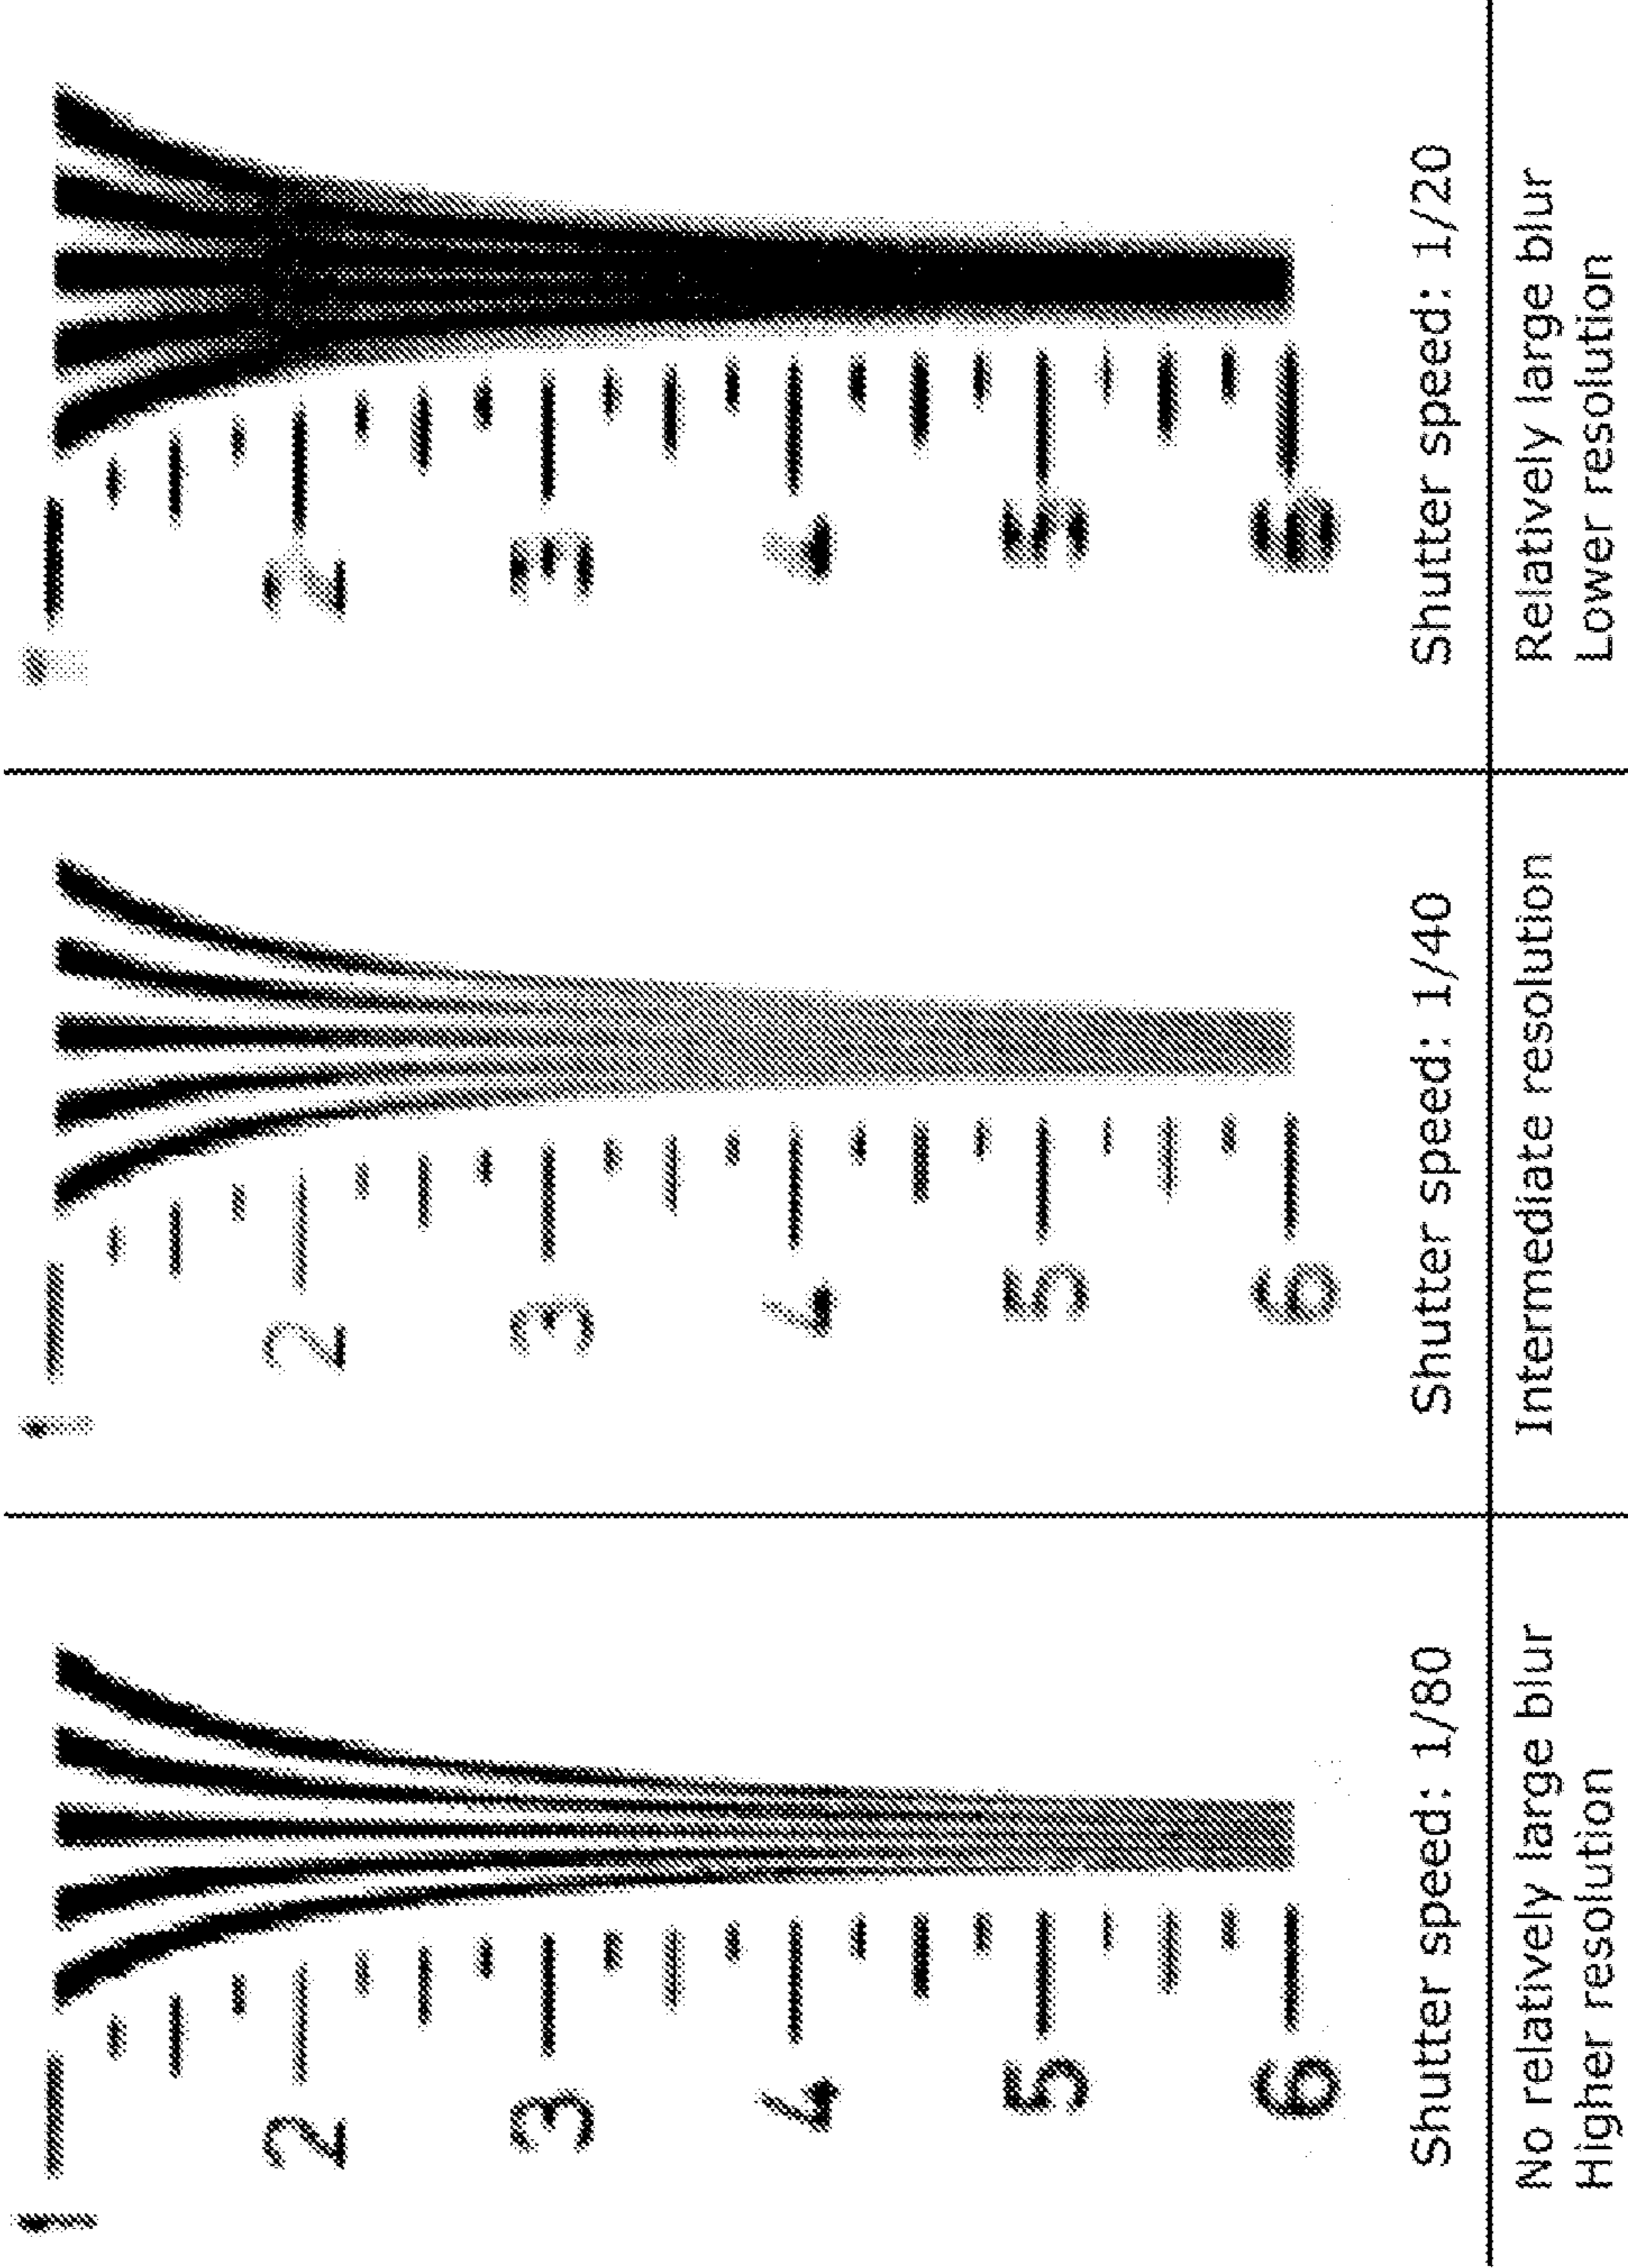 1
2
3
4
5
6
Shutter speed: 1/80
No relatively large blur
Higher resolution
1
2
3
4
5
6
Shutter speed: 1/40
Intermediate resolution
1
2
3
4
5
6
Shutter speed: 1/20
Relatively large blur
Lower resolution